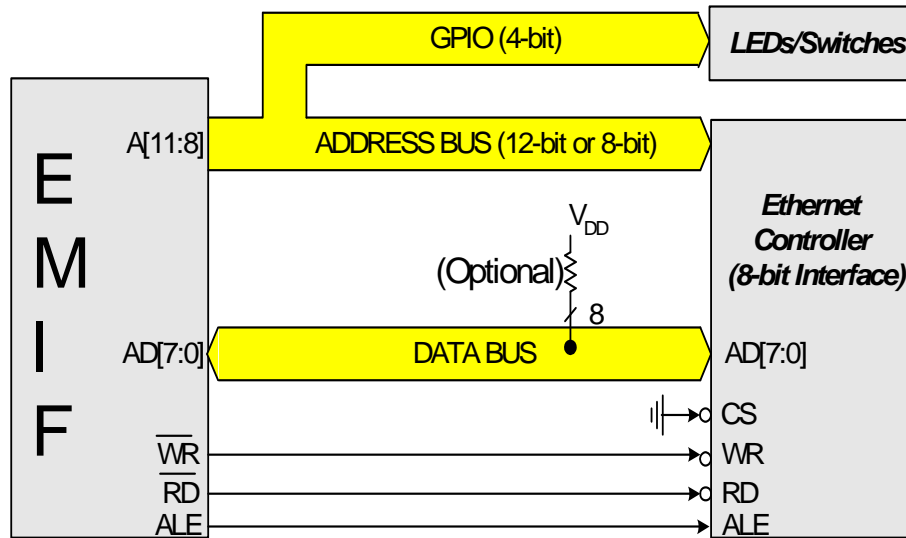 GPIO (4-bit)
LEDs/Switches
A[11:8]
ADDRESS BUS (12-bit or 8-bit)
E
M
I
F
Ethernet
Controller
(8-bit Interface)
VDD
(Optional)
8
AD[7:0]
DATA BUS
AD[7:0]
CS
WR
WR
RD
RD
ALE
ALE